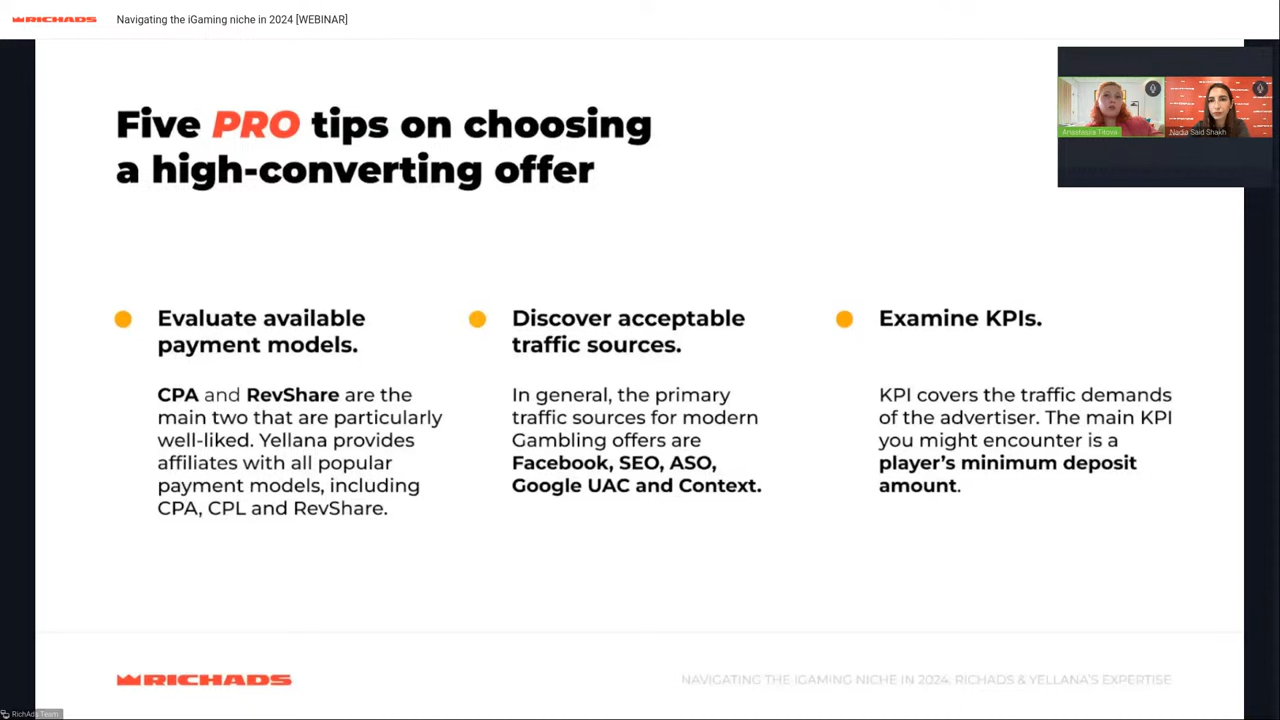 RICHADS
Navigating the iGaming niche in 2024 [WEBINAR]
Anastasiia Titova
Nadia Said Shakh
Five PRO tips on choosing
a high-converting offer
Evaluate available
payment models.
CPA and RevShare are the
main two that are particularly
well-liked. Yellana provides
affiliates with all popular
payment models, including
CPA, CPL and RevShare.
Discover acceptable
traffic sources.
In general, the primary
traffic sources for modern
Gambling offers are
Facebook, SEO, ASO,
Google UAC and Context.
Examine KPIs.
KPI covers the traffic demands
of the advertiser. The main KPI
you might encounter is a
player’s minimum deposit
amount.
RICHADS
NAVIGATING THE IGAMING NICHE IN 2024. RICHADS & YELLANA'S EXPERTISE
RichAds Team